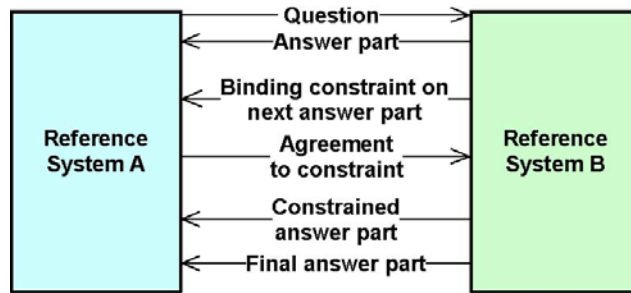 Question
Answer part
Binding constraint on
next answer part
Reference
System A
Agreement
to constraint
Reference
System B
Constrained
answer part
Final answer part